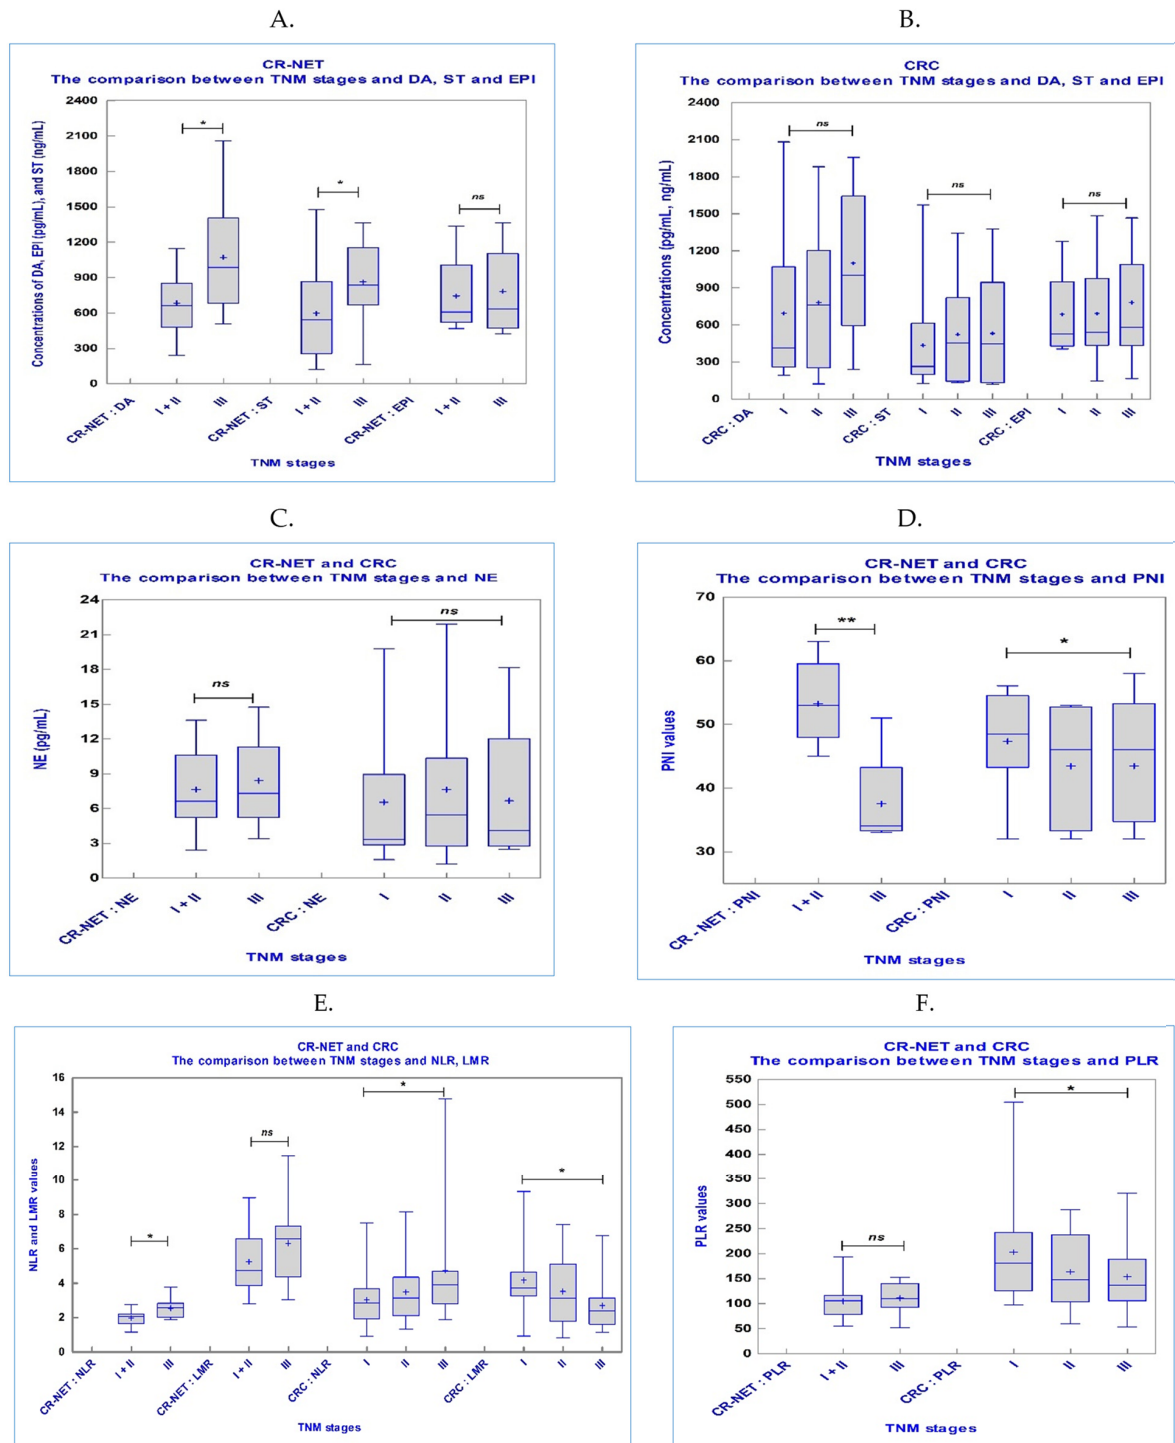 A.
CR-NET
The comparison between TNM stages and DA, ST and EPI
Concentrations of DA, EPI (pg/mL), and ST (ng/mL)
2400
2100
1800
1500
1200
900
600
300
0
*
*
ns
CR-NET : DA
I + II
III
CR-NET : ST
I + II
III
CR-NET : EPI
I + II
III
TNM stages
B.
CRC
The comparison between TNM stages and DA, ST and EPI
Concentrations (pg/mL, ng/mL)
2400
2100
1800
1500
1200
900
600
300
0
ns
ns
ns
CRC : DA
I
II
III
CRC : ST
I
II
III
CRC : EPI
I
II
III
TNM stages
C.
CR-NET and CRC
The comparison between TNM stages and NE
NE (pg/mL)
24
21
18
15
12
9
6
3
0
ns
ns
CR-NET : NE
I + II
III
CRC : NE
I
II
III
TNM stages
D.
CR-NET and CRC
The comparison between TNM stages and PNI
PNI values
70
60
50
40
30
**
*
CR - NET : PNI
I + II
III
CRC : PNI
I
II
III
TNM stages
E.
CR-NET and CRC
The comparison between TNM stages and NLR, LMR
NLR and LMR values
16
14
12
10
8
6
4
2
0
*
ns
*
*
CR-NET : NLR
I + II
III
CR-NET : LMR
I + II
III
CRC : NLR
I
II
III
CRC : LMR
I
II
III
TNM stages
F.
CR-NET and CRC
The comparison between TNM stages and PLR
PLR values
550
500
450
400
350
300
250
200
150
100
50
0
ns
*
CR-NET : PLR
I + II
III
CRC : PLR
I
II
III
TNM stages